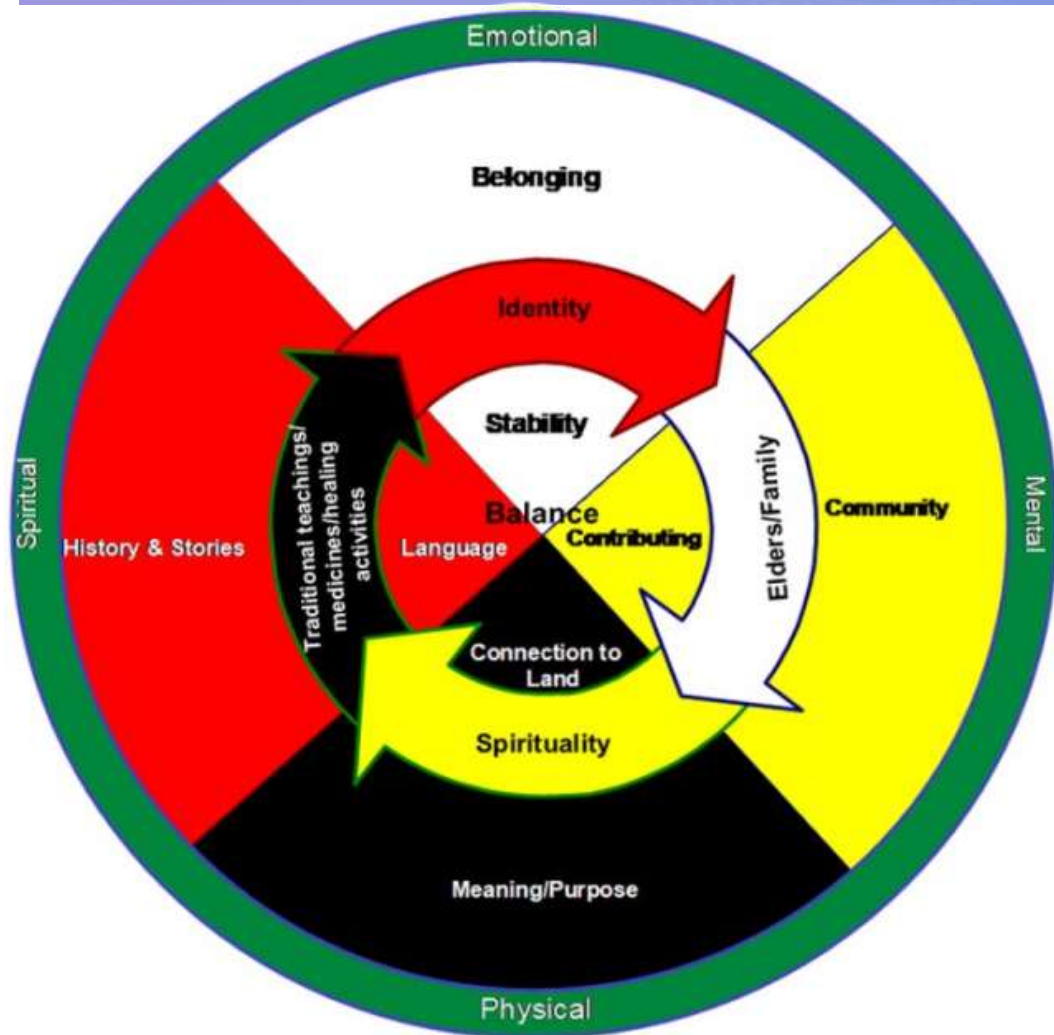 Emotional
Belonging
Identity
Stability
Balance
Contributing
Elders/Family
Community
Mental
Spiritual
History & Stories
Traditional teachings/
medicines/healing
activities
Language
Connection to
Land
Spirituality
Meaning/Purpose
Physical